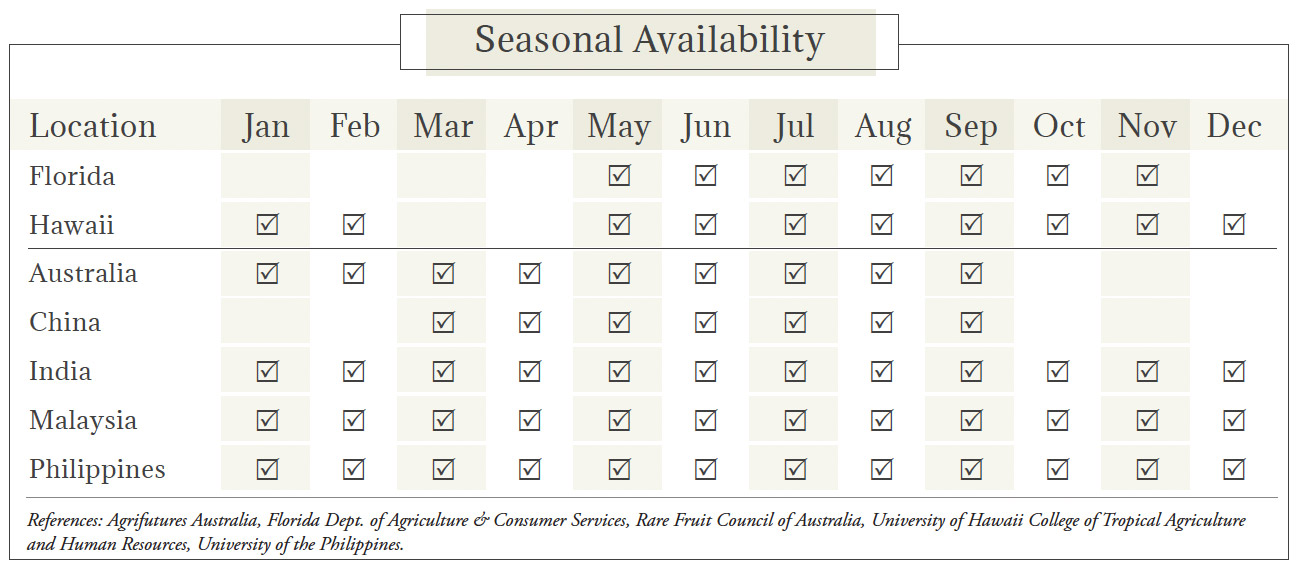 Seasonal Availability
Location Jan Feb Mar Apr May Jun Jul Aug Sep Oct Nov Dec
Florida ☑ ☑ ☑ ☑ ☑ ☑ ☑
Hawaii ☑ ☑ ☑ ☑ ☑ ☑ ☑ ☑ ☑ ☑
Australia ☑ ☑ ☑ ☑ ☑ ☑ ☑ ☑ ☑
China ☑ ☑ ☑ ☑ ☑ ☑ ☑
India ☑ ☑ ☑ ☑ ☑ ☑ ☑ ☑ ☑ ☑ ☑ ☑
Malaysia ☑ ☑ ☑ ☑ ☑ ☑ ☑ ☑ ☑ ☑ ☑ ☑
Philippines ☑ ☑ ☑ ☑ ☑ ☑ ☑ ☑ ☑ ☑ ☑ ☑
References: Agrifutures Australia, Florida Dept. of Agriculture & Consumer Services, Rare Fruit Council of Australia, University of Hawaii College of Tropical Agriculture
and Human Resources, University of the Philippines.